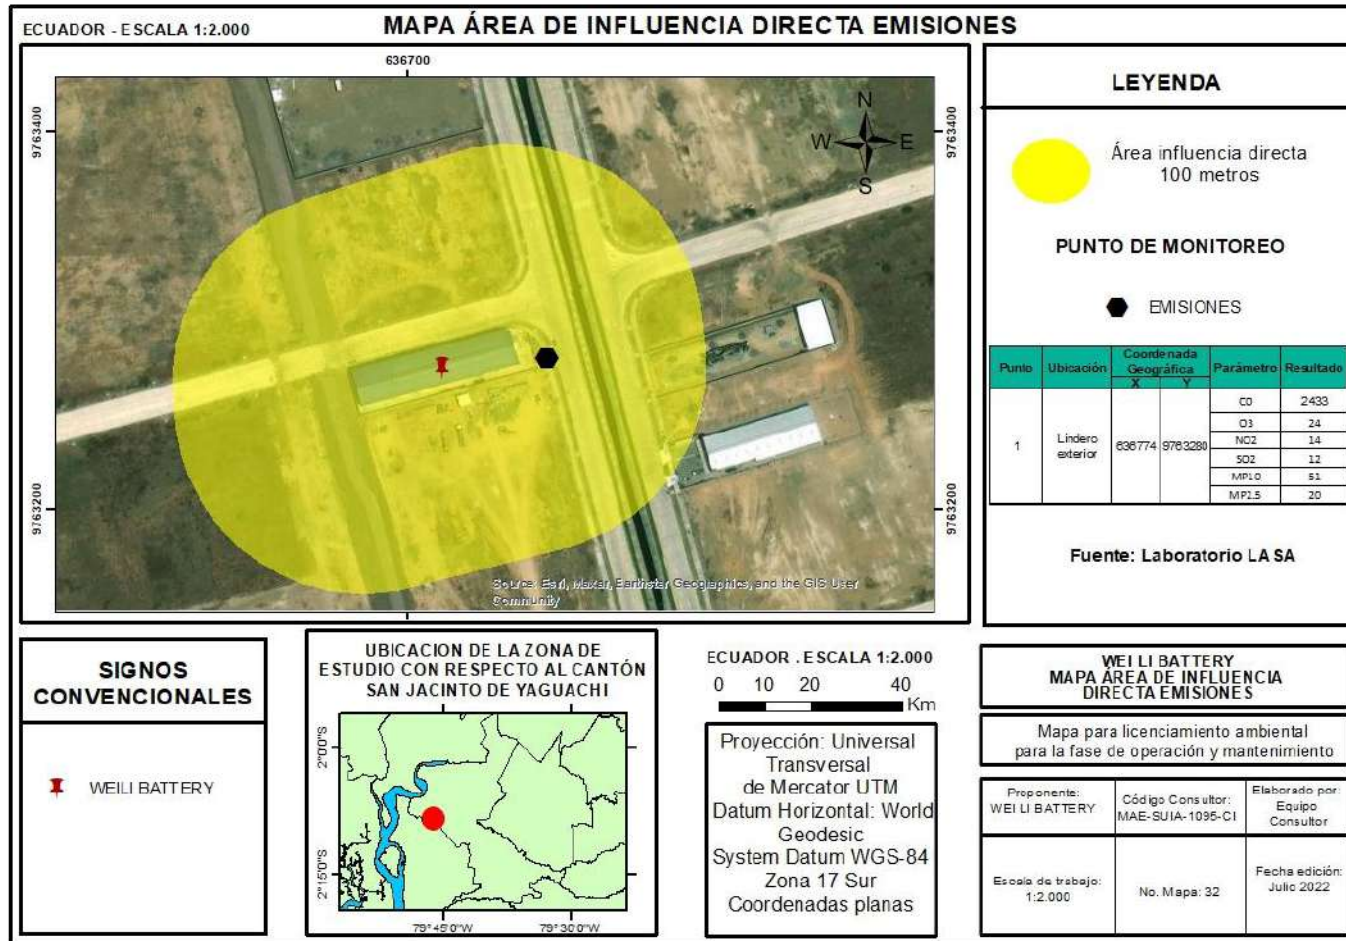 ECUADOR - ESCALA 1:2.000
MAPA ÁREA DE INFLUENCIA DIRECTA EMISIONES
636700
9763400
9763400
N
W
E
S
9763200
9763200
Source: Esri, Maxar, Earthstar Geographics, and the GIS User
Community
LEYENDA
Área influencia directa
100 metros
PUNTO DE MONITOREO
EMISIONES
Punto Ubicación Coordenada Geográfica X Y Parámetro Resultado
1 Lindero exterior 636774 9763280
CO 2433
O3 24
NO2 14
SO2 12
MP10 51
MP2.5 20
Fuente: Laboratorio LASA
SIGNOS
CONVENCIONALES
WEILI BATTERY
UBICACION DE LA ZONA DE
ESTUDIO CON RESPECTO AL CANTÓN
SAN JACINTO DE YAGUACHI
2°00'0"S
2°15'0"S
79°45'0"W
79°30'0"W
ECUADOR . ESCALA 1:2.000
0 10 20 40
Km
Proyección: Universal
Transversal
de Mercator UTM
Datum Horizontal: World
Geodesic
System Datum WGS-84
Zona 17 Sur
Coordenadas planas
WEI LI BATTERY
MAPA ÁREA DE INFLUENCIA
DIRECTA EMISIONES
Mapa para licenciamiento ambiental
para la fase de operación y mantenimiento
Proponente:
WEI LI BATTERY
Código Consultor:
MAE-SUIA-1095-CI
Elaborado por:
Equipo
Consultor
Escala de trabajo:
1:2.000
No. Mapa: 32
Fecha edición:
Julio 2022